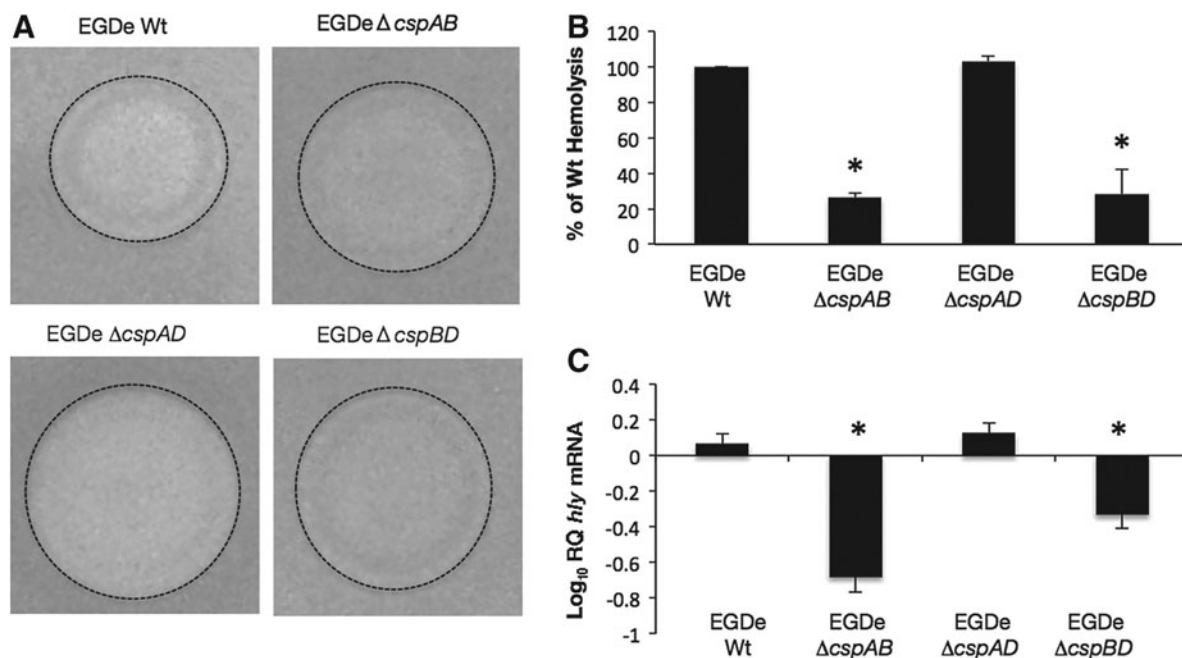 A
EGDe Wt
EGDe Δ cspAB
EGDe ΔcspAD
EGDe Δ cspBD
B
% of Wt Hemolysis
120
100
80
60
40
20
0
*
*
EGDe Wt
EGDe ΔcspAB
EGDe ΔcspAD
EGDe ΔcspBD
C
Log₁₀ RQ hly mRNA
0.4
0.2
0
-0.2
-0.4
-0.6
-0.8
-1
*
*
EGDe Wt
EGDe ΔcspAB
EGDe ΔcspAD
EGDe ΔcspBD